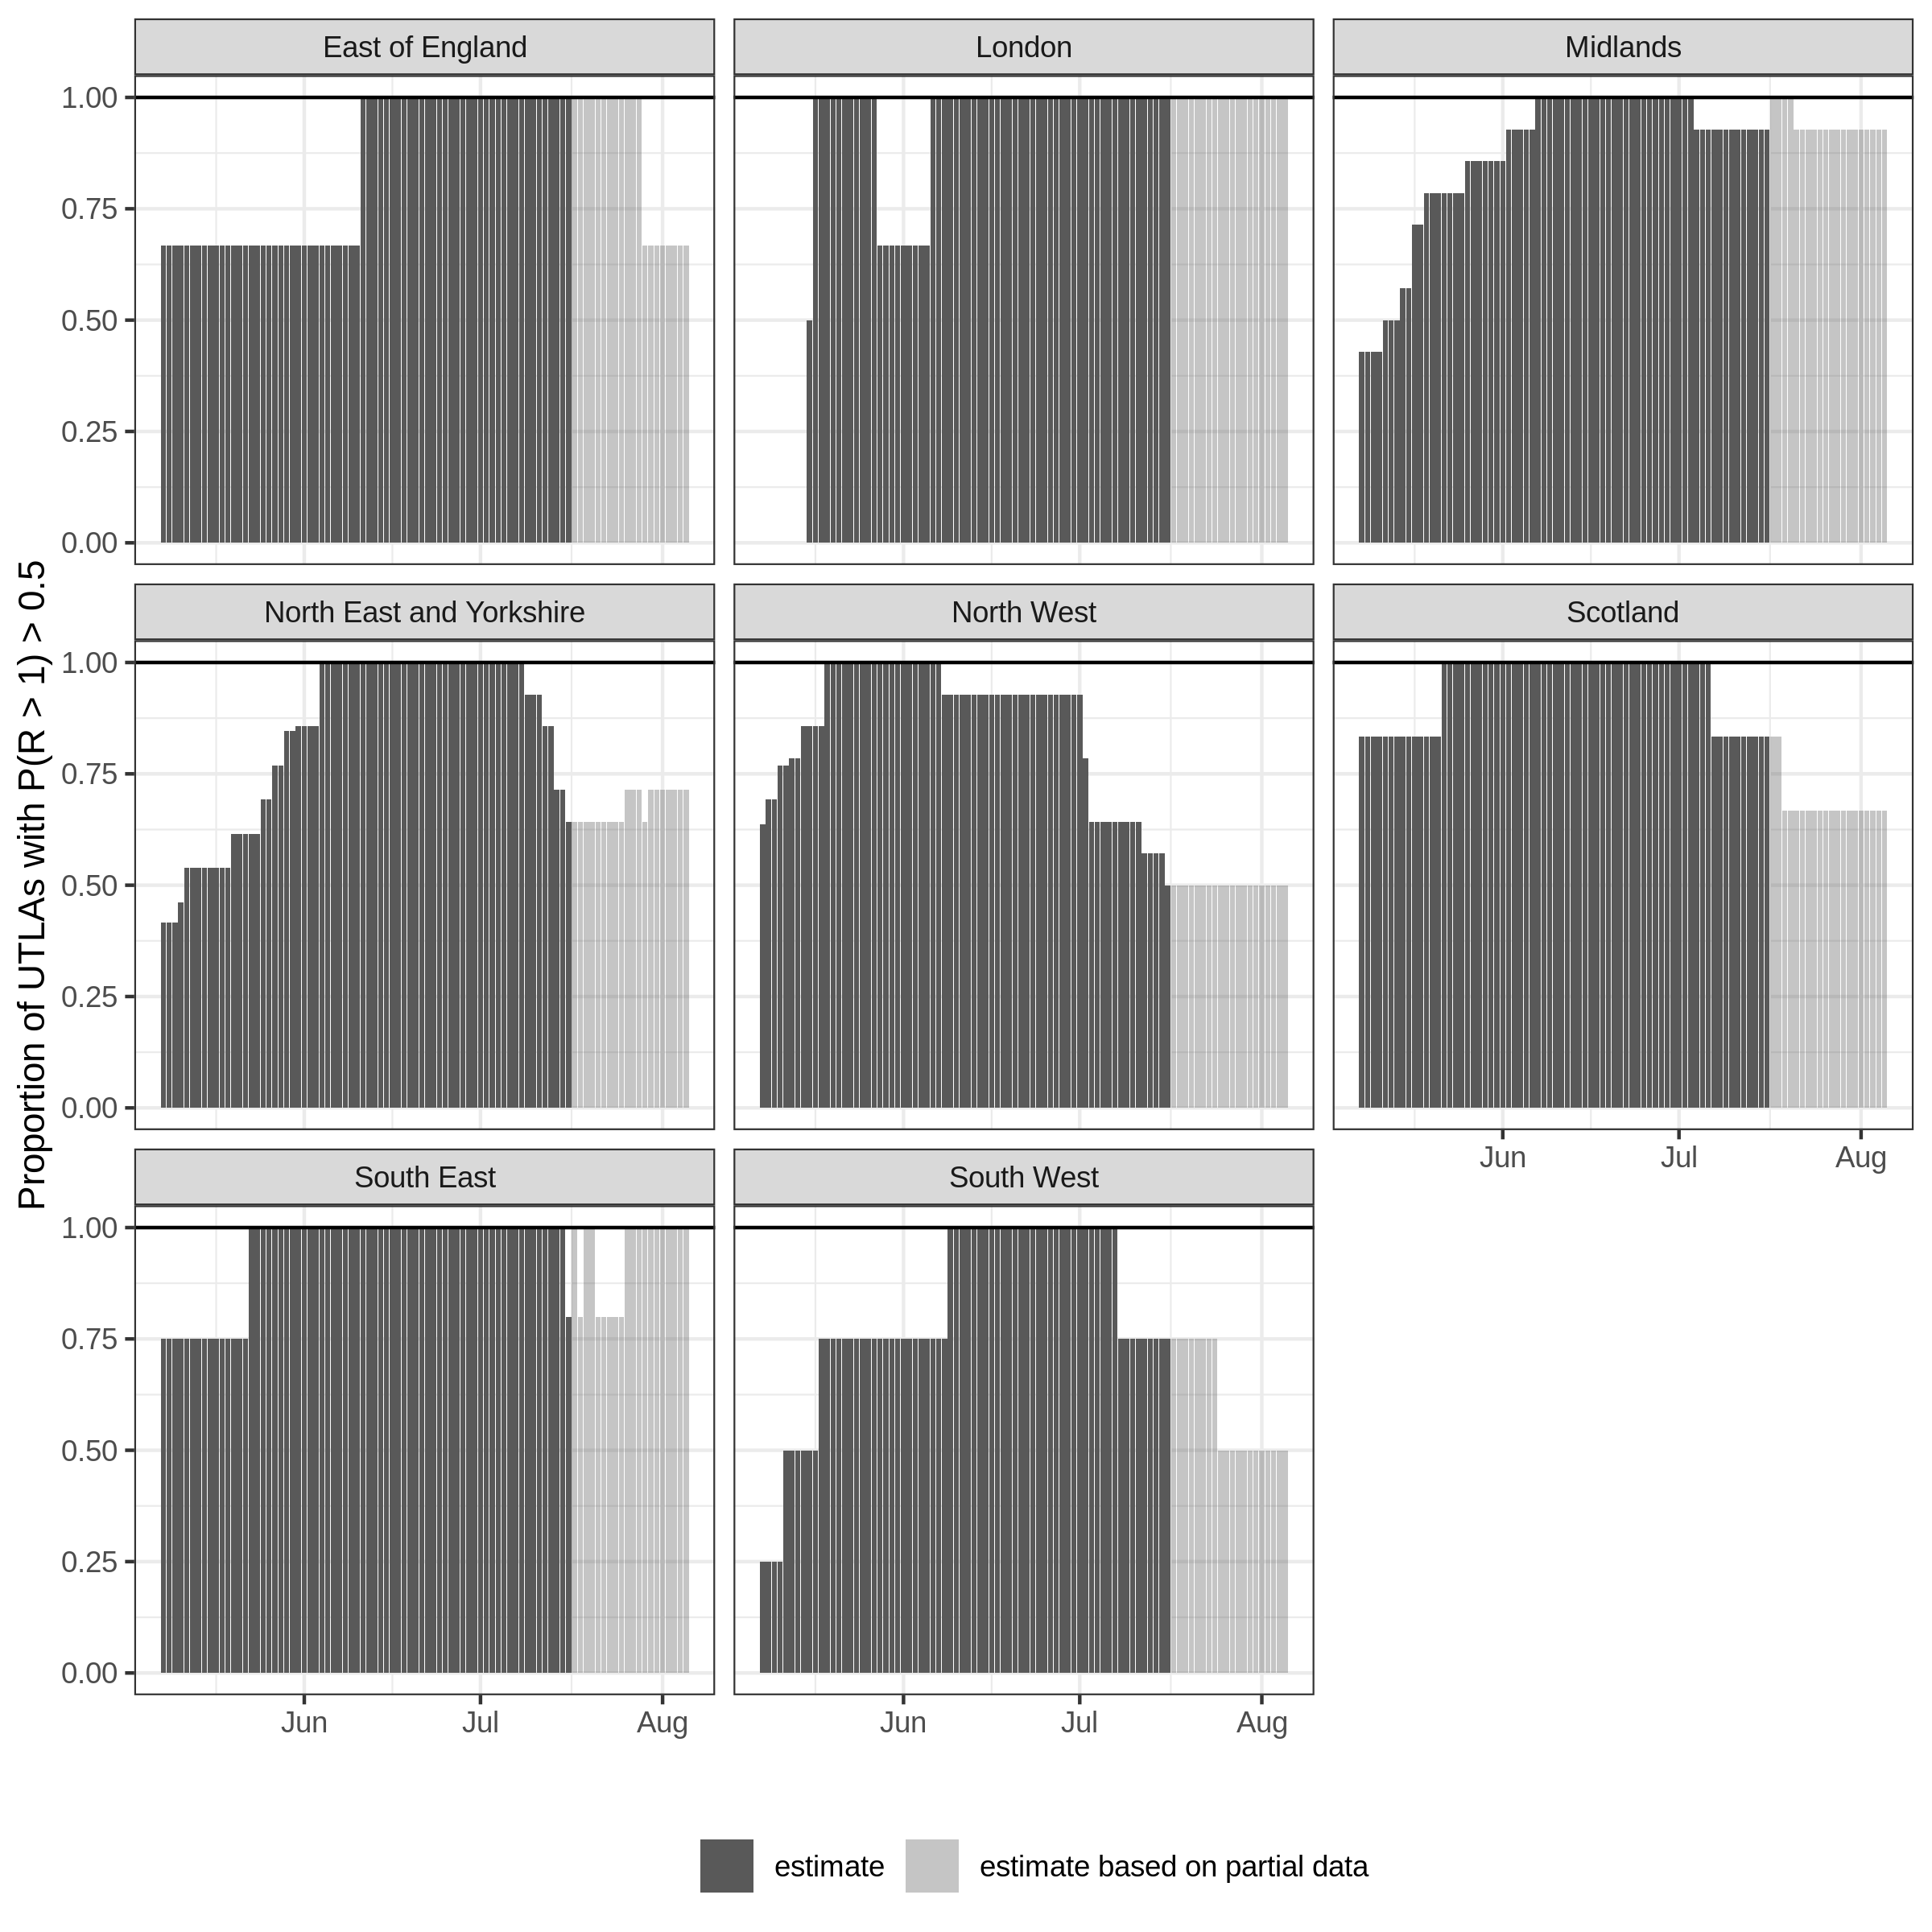 East of England
London
Midlands
1.00
0.75
0.50
0.25
0.00
North East and Yorkshire
North West
Scotland
1.00
0.75
0.50
0.25
0.00
Jun Jul Aug
South East
South West
1.00
0.75
0.50
0.25
0.00
Jun Jul Aug
Jun Jul Aug
Proportion of UTLAs with P(R > 1) > 0.5
estimate
estimate based on partial data